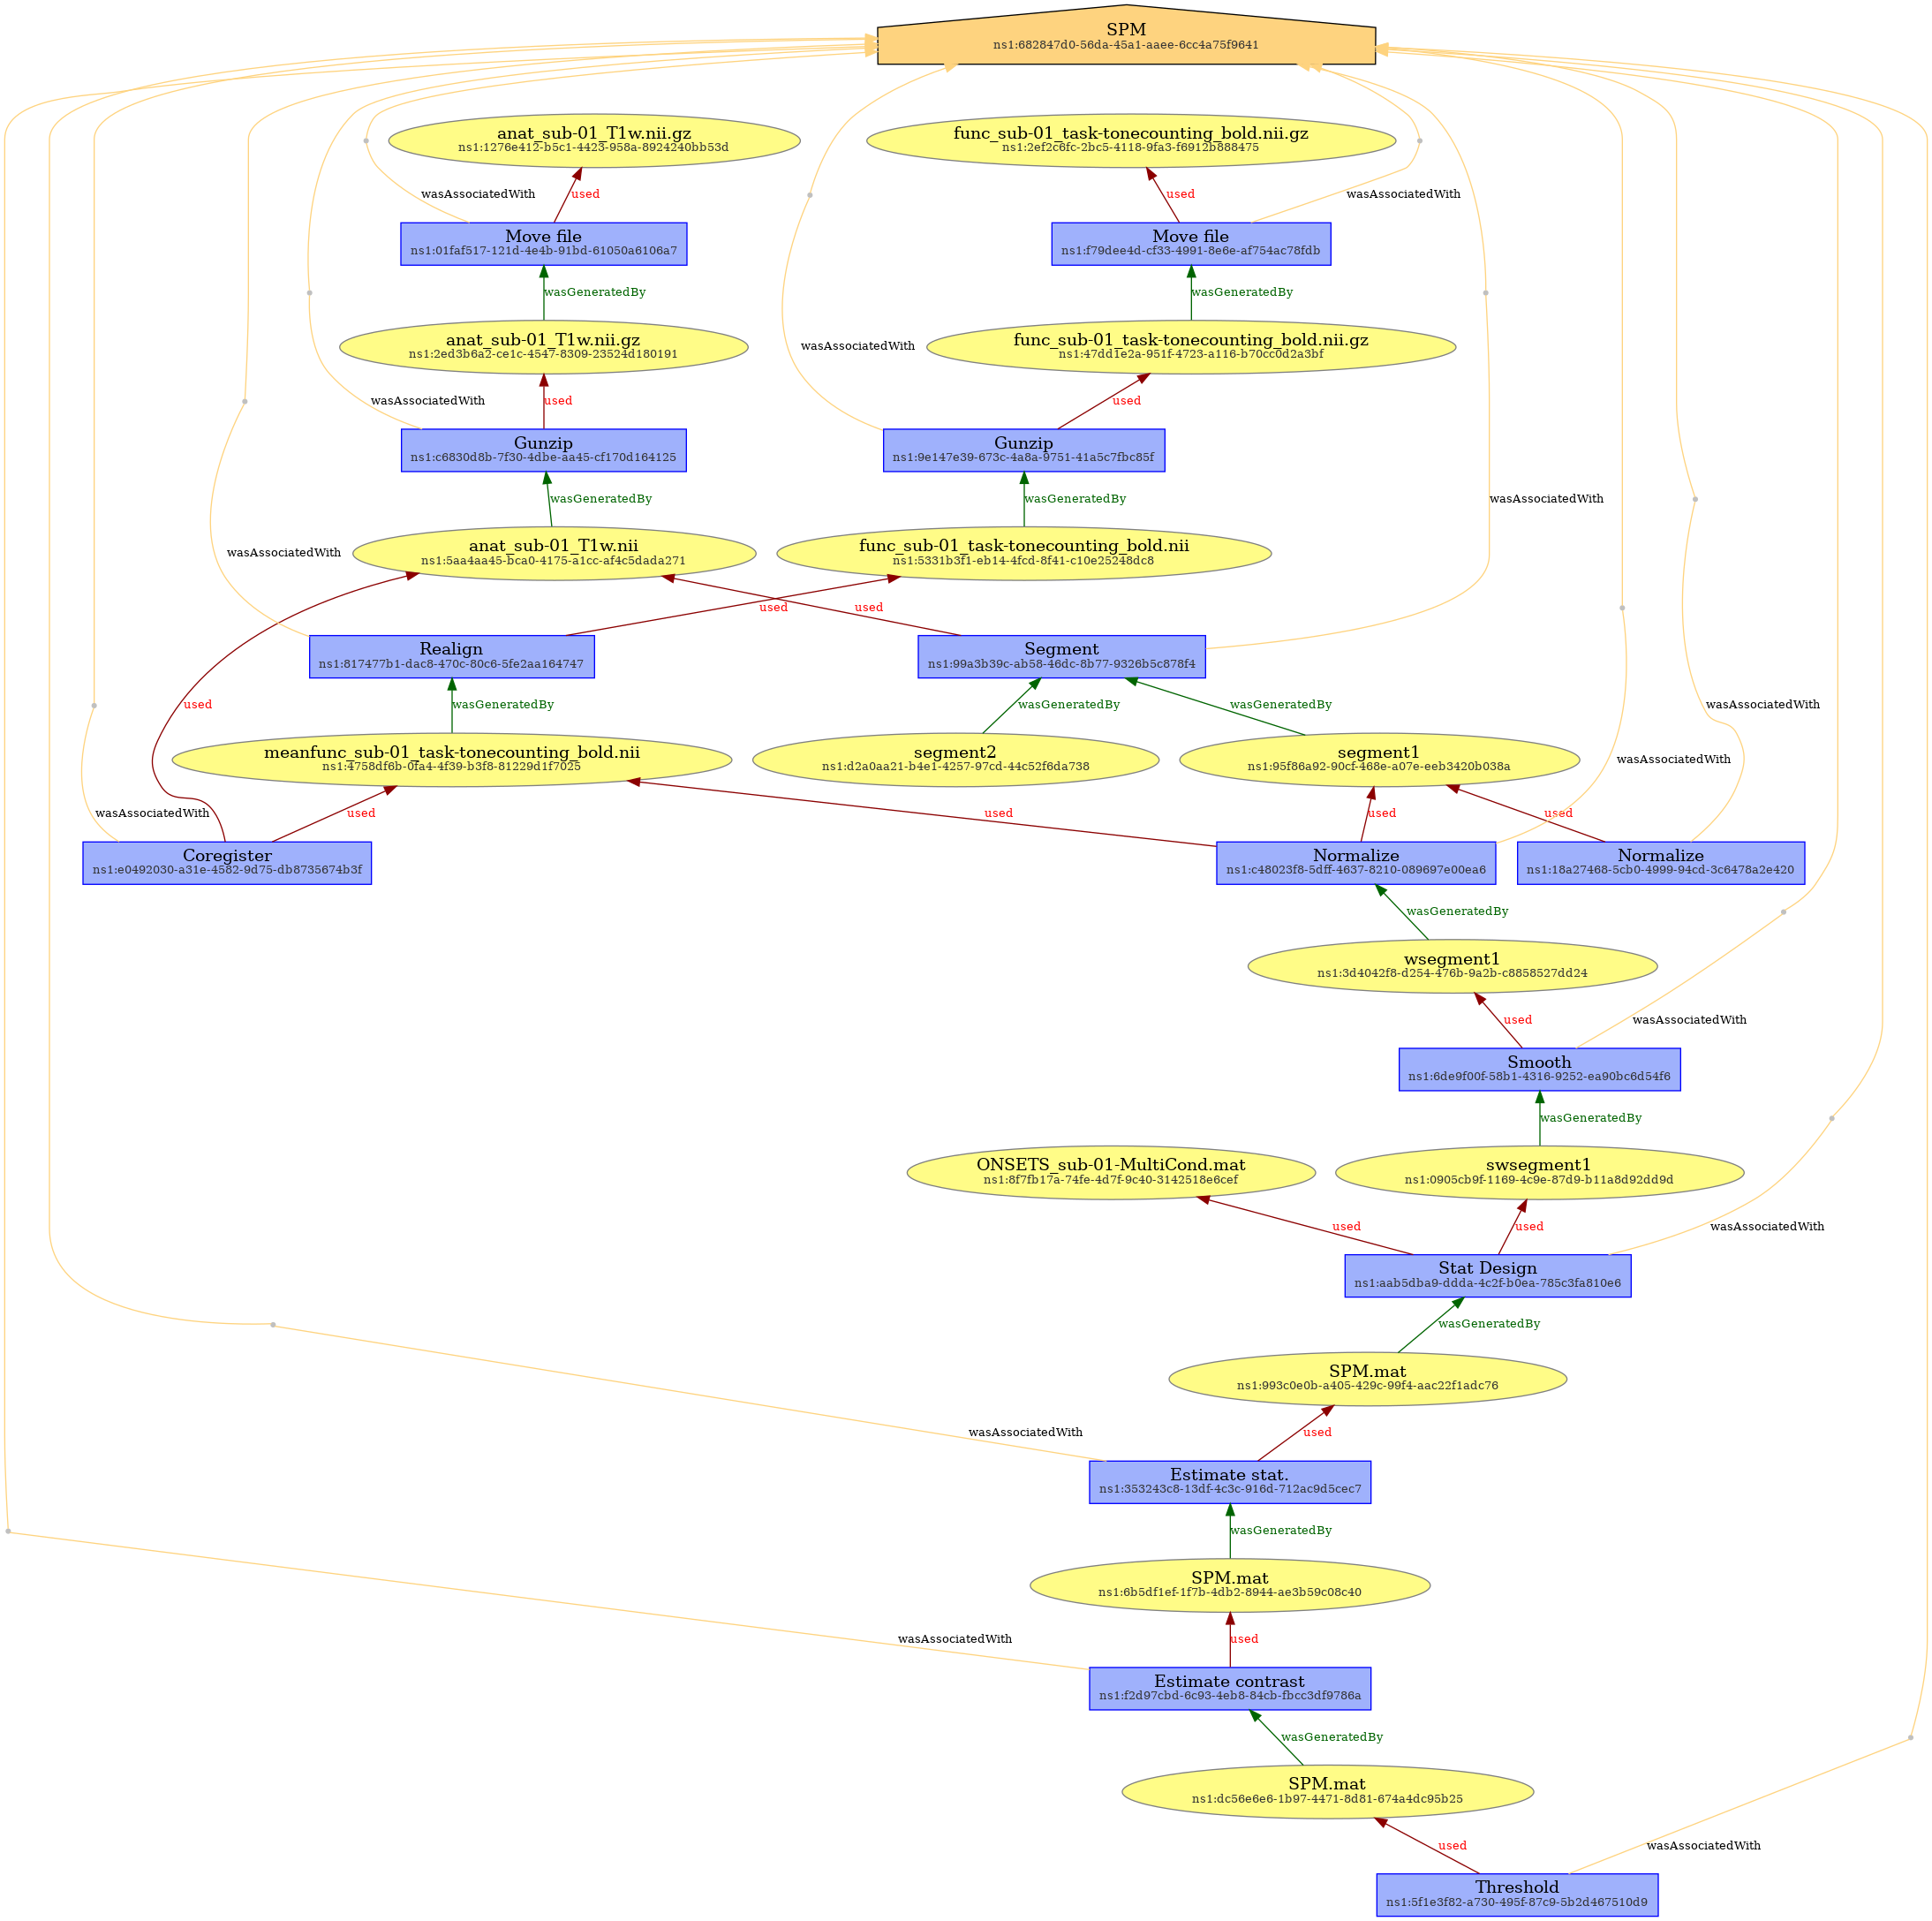 SPM
ns1:682847d0-56da-45a1-aaee-6cc4a75f9641
anat_sub-01_T1w.nii.gz
ns1:1276e412-b5c1-4423-958a-8924240bb53d
func_sub-01_task-tonecounting_bold.nii.gz
ns1:2ef2c6fc-2bc5-4118-9fa3-f6912b888475
wasAssociatedWith
used
used
wasAssociatedWith
Move file
ns1:01faf517-121d-4e4b-91bd-61050a6106a7
Move file
ns1:f79dee4d-cf33-4991-8e6e-af754ac78fdb
wasGeneratedBy
wasGeneratedBy
anat_sub-01_T1w.nii.gz
ns1:2ed3b6a2-ce1c-4547-8309-23524d180191
func_sub-01_task-tonecounting_bold.nii.gz
ns1:47dd1e2a-951f-4723-a116-b70cc0d2a3bf
wasAssociatedWith
wasAssociatedWith
used
used
Gunzip
ns1:c6830d8b-7f30-4dbe-aa45-cf170d164125
Gunzip
ns1:9e147e39-673c-4a8a-9751-41a5c7fbc85f
wasGeneratedBy
wasGeneratedBy
wasAssociatedWith
wasAssociatedWith
anat_sub-01_T1w.nii
ns1:5aa4aa45-bca0-4175-a1cc-af4c5dada271
func_sub-01_task-tonecounting_bold.nii
ns1:5331b3f1-eb14-4fcd-8f41-c10e25248dc8
used
used
Realign
ns1:817477b1-dac8-470c-80c6-5fe2aa164747
Segment
ns1:99a3b39c-ab58-46dc-8b77-9326b5c878f4
used
wasGeneratedBy
wasGeneratedBy
wasGeneratedBy
wasAssociatedWith
meanfunc_sub-01_task-tonecounting_bold.nii
ns1:4758df6b-0fa4-4f39-b3f8-81229d1f7025
segment2
ns1:d2a0aa21-b4e1-4257-97cd-44c52f6da738
segment1
ns1:95f86a92-90cf-468e-a07e-eeb3420b038a
wasAssociatedWith
wasAssociatedWith
used
used
used
used
Coregister
ns1:e0492030-a31e-4582-9d75-db8735674b3f
Normalize
ns1:c48023f8-5dff-4637-8210-089697e00ea6
Normalize
ns1:18a27468-5cb0-4999-94cd-3c6478a2e420
wasGeneratedBy
wsegment1
ns1:3d4042f8-d254-476b-9a2b-c8858527dd24
used
wasAssociatedWith
Smooth
ns1:6de9f00f-58b1-4316-9252-ea90bc6d54f6
wasGeneratedBy
ONSETS_sub-01-MultiCond.mat
ns1:8f7fb17a-74fe-4d7f-9c40-3142518e6cef
swsegment1
ns1:0905cb9f-1169-4c9e-87d9-b11a8d92dd9d
used
used
wasAssociatedWith
Stat Design
ns1:aab5dba9-ddda-4c2f-b0ea-785c3fa810e6
wasGeneratedBy
SPM.mat
ns1:993c0e0b-a405-429c-99f4-aac22f1adc76
wasAssociatedWith
used
Estimate stat.
ns1:353243c8-13df-4c3c-916d-712ac9d5cec7
wasGeneratedBy
SPM.mat
ns1:6b5df1ef-1f7b-4db2-8944-ae3b59c08c40
wasAssociatedWith
used
Estimate contrast
ns1:f2d97cbd-6c93-4eb8-84cb-fbcc3df9786a
wasGeneratedBy
SPM.mat
ns1:dc56e6e6-1b97-4471-8d81-674a4dc95b25
used
wasAssociatedWith
Threshold
ns1:5f1e3f82-a730-495f-87c9-5b2d467510d9